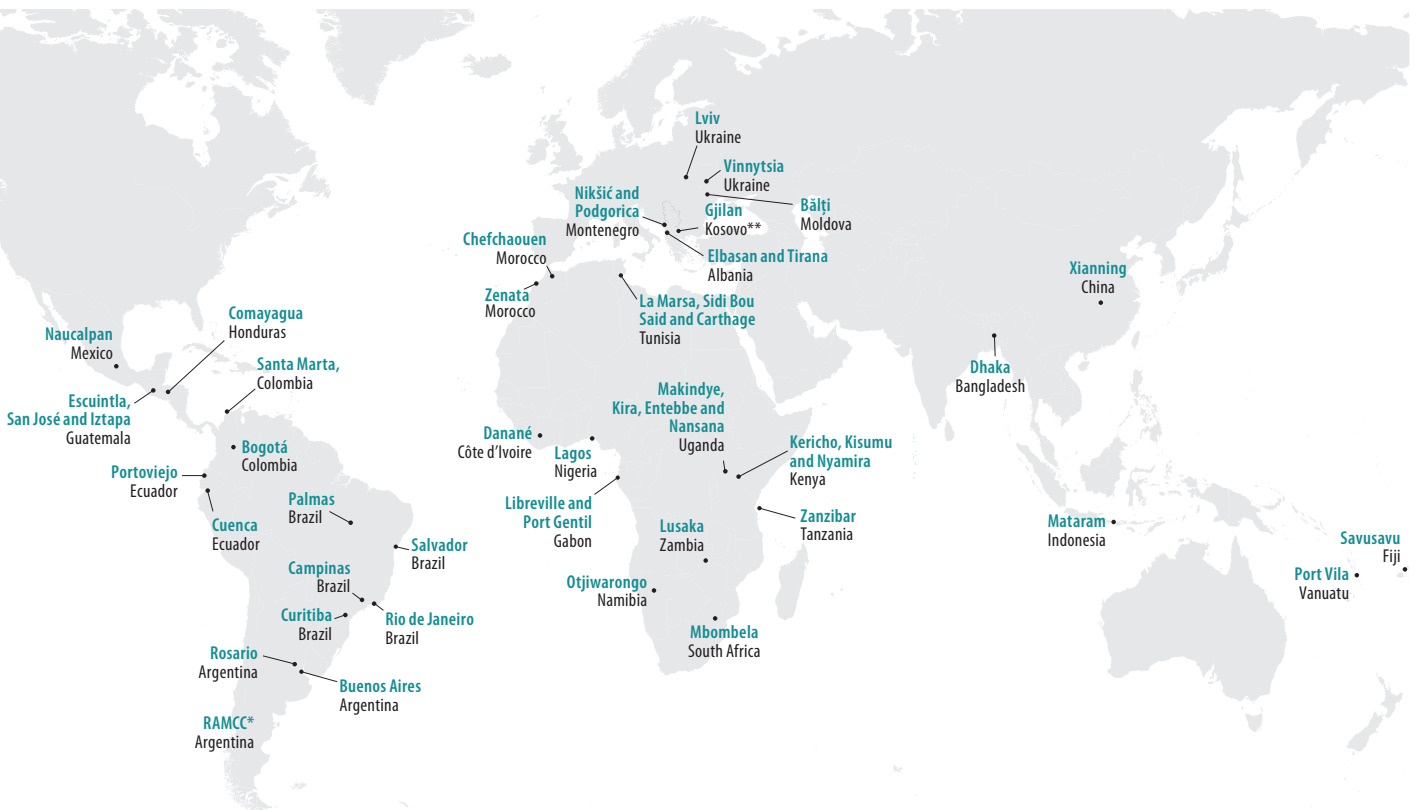 Lviv
Ukraine
Vinnytsia
Ukraine
Nikšić and
Podgorica
Montenegro
Gjilan
Kosovo**
Bălți
Moldova
Chefchaouen
Morocco
Elbasan and Tirana
Albania
Zenata
Morocco
La Marsa, Sidi Bou
Said and Carthage
Tunisia
Xianning
China
Comayagua
Honduras
Naucalpan
Mexico
Santa Marta,
Colombia
Dhaka
Bangladesh
Escuintla,
San José and Iztapa
Guatemala
Makindye,
Kira, Entebbe and
Nansana
Uganda
Danané
Côte d’Ivoire
Lagos
Nigeria
Kericho, Kisumu
and Nyamira
Kenya
Bogotá
Colombia
Portoviejo
Ecuador
Palmas
Brazil
Libreville and
Port Gentil
Gabon
Cuenca
Ecuador
Lusaka
Zambia
Zanzibar
Tanzania
Mataram
Indonesia
Savusavu
Fiji
Salvador
Brazil
Campinas
Brazil
Otjiwarongo
Namibia
Port Vila
Vanuatu
Curitiba
Brazil
Rio de Janeiro
Brazil
Mbombela
South Africa
Rosario
Argentina
Buenos Aires
Argentina
RAMCC*
Argentina